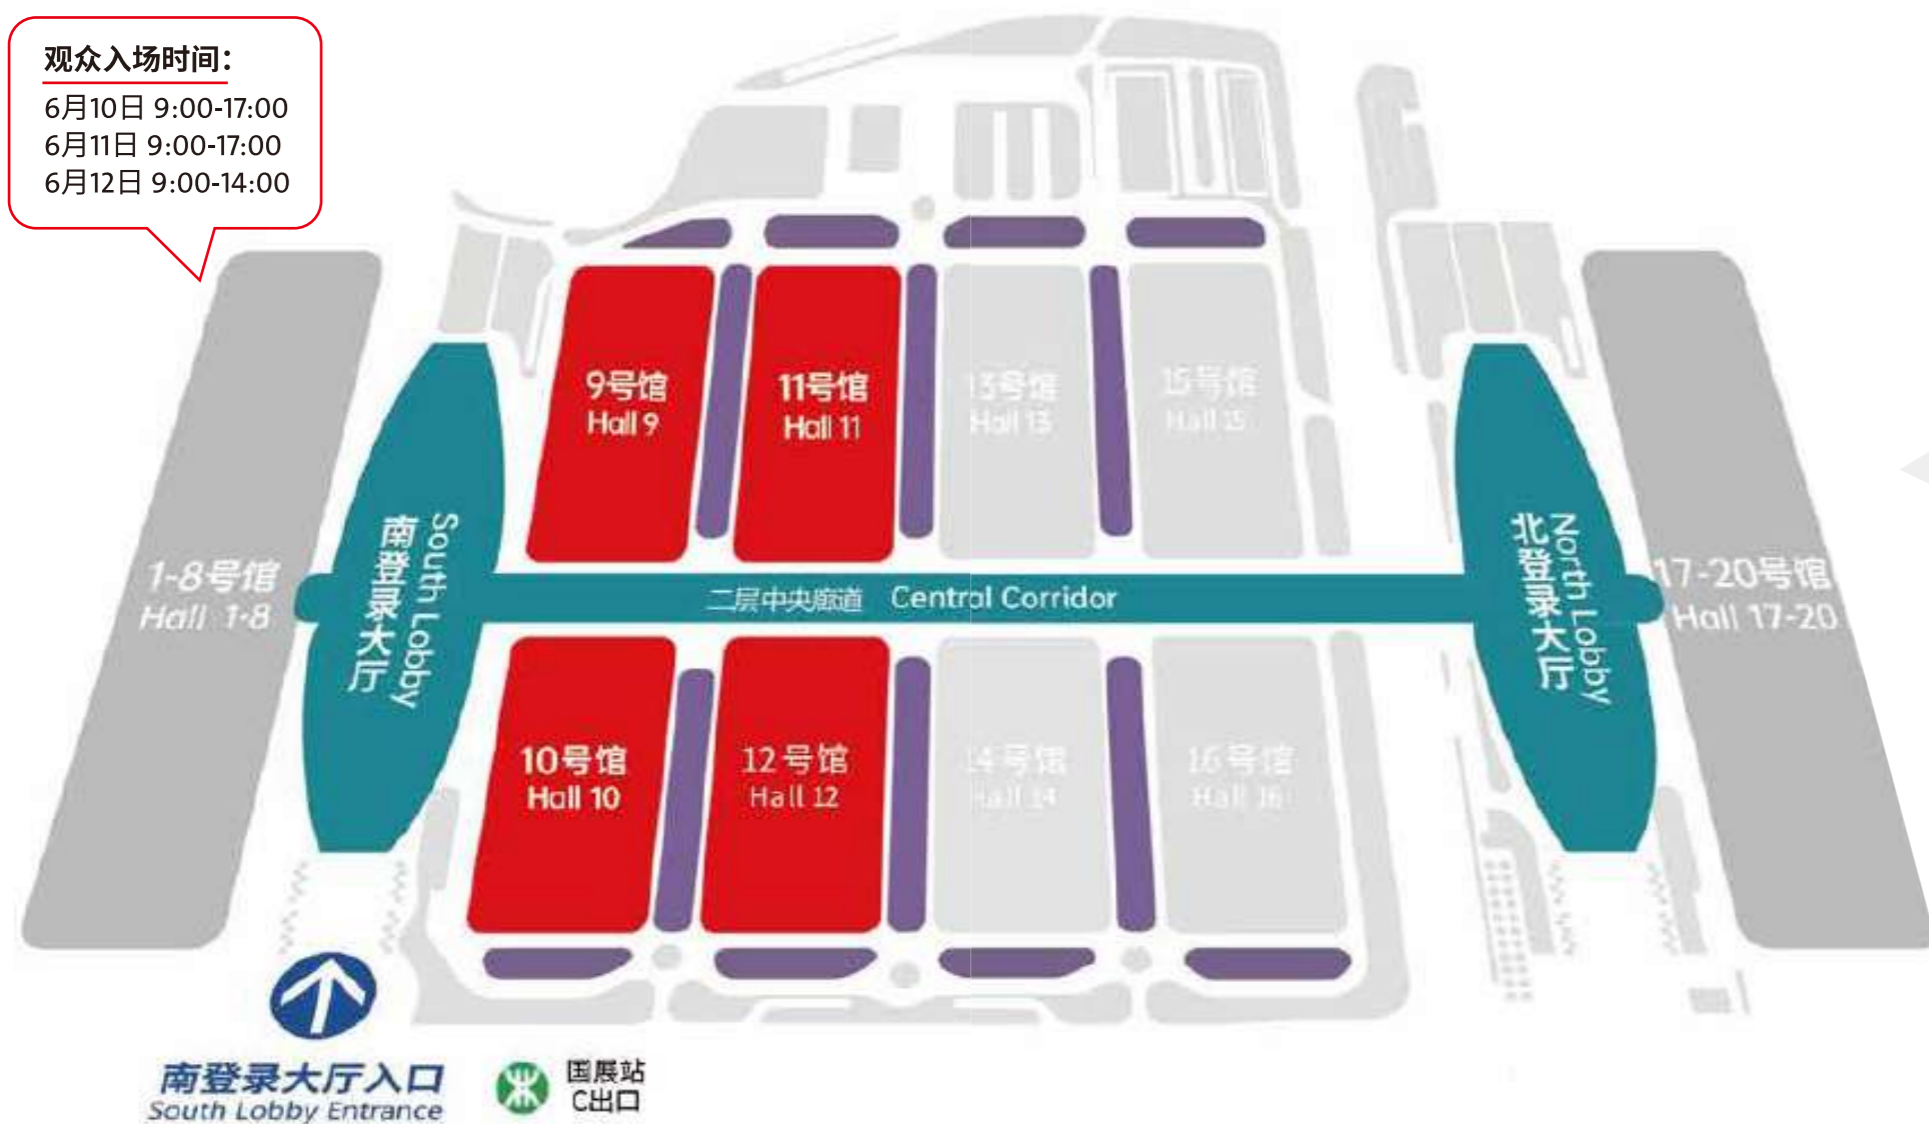 观众入场时间：
6月10日 9:00-17:00
6月11日 9:00-17:00
6月12日 9:00-14:00
9号馆
Hall 9
11号馆
Hall 11
13号馆
Hall 13
15号馆
Hall 15
1-8号馆
Hall 1-8
南登录大厅
South Lobby
二层中央廊道 Central Corridor
北登录大厅
North Lobby
17-20号馆
Hall 17-20
10号馆
Hall 10
12号馆
Hall 12
14号馆
Hall 14
16号馆
Hall 16
南登录大厅入口
South Lobby Entrance
国展站
C出口